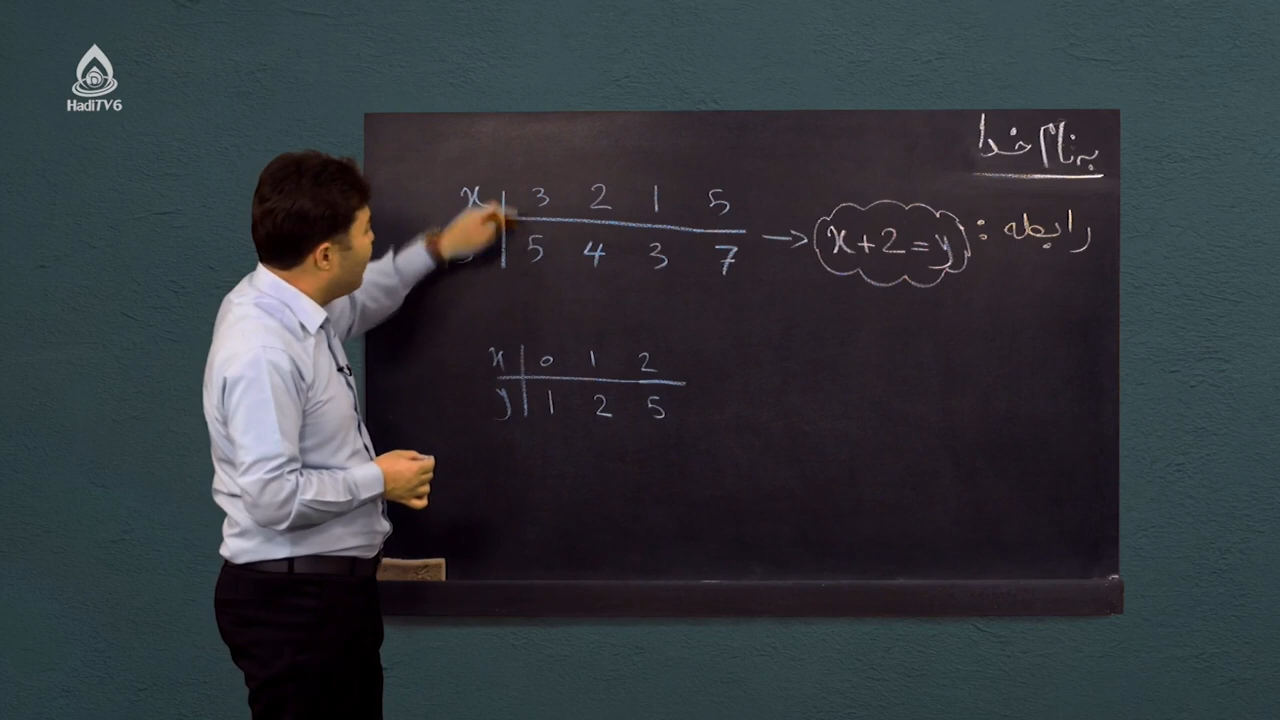 HadiTV6
به نام خدا
رابطه :
x 3 2 1 5
5 4 3 7 → x+2=y
x 0 1 2
y 1 2 5